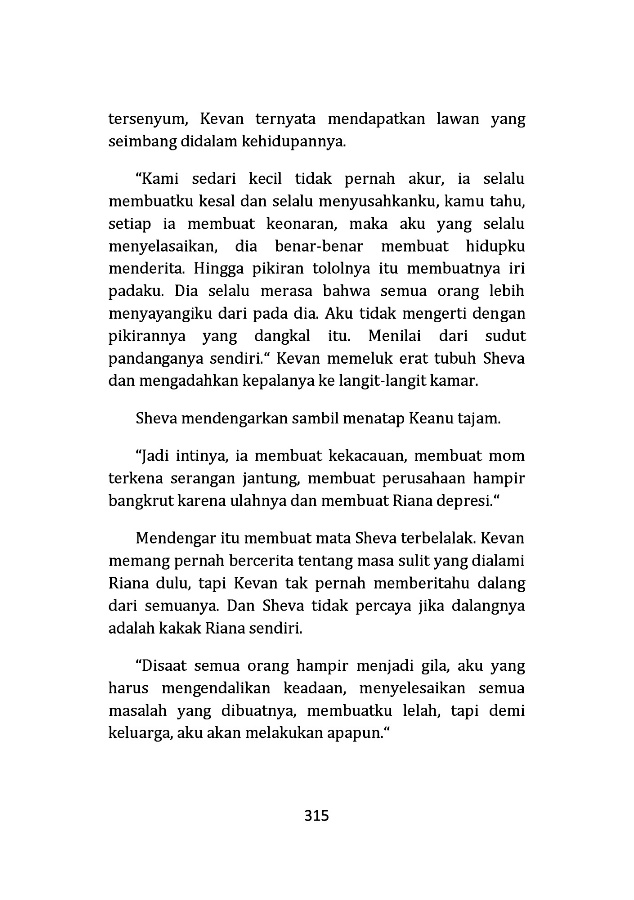 tersenyum, Kevan ternyata mendapatkan lawan yang
seimbang didalam kehidupannya.
“Kami sedari kecil tidak pernah akur, ia selalu
membuatku kesal dan selalu menyusahkanku, kamu tahu,
setiap ia membuat keonaran, maka aku yang selalu
menyelasaikan, dia benar-benar membuat hidupku
menderita. Hingga pikiran tololnya itu membuatnya iri
padaku. Dia selalu merasa bahwa semua orang lebih
menyayangiku dari pada dia. Aku tidak mengerti dengan
pikirannya yang dangkal itu. Menilai dari sudut
pandanganya sendiri.“ Kevan memeluk erat tubuh Sheva
dan mengadahkan kepalanya ke langit-langit kamar.
Sheva mendengarkan sambil menatap Keanu tajam.
“Jadi intinya, ia membuat kekacauan, membuat mom
terkena serangan jantung, membuat perusahaan hampir
bangkrut karena ulahnya dan membuat Riana depresi.“
Mendengar itu membuat mata Sheva terbelalak. Kevan
memang pernah bercerita tentang masa sulit yang dialami
Riana dulu, tapi Kevan tak pernah memberitahu dalang
dari semuanya. Dan Sheva tidak percaya jika dalangnya
adalah kakak Riana sendiri.
“Disaat semua orang hampir menjadi gila, aku yang
harus mengendalikan keadaan, menyelesaikan semua
masalah yang dibuatnya, membuatku lelah, tapi demi
keluarga, aku akan melakukan apapun.“
315